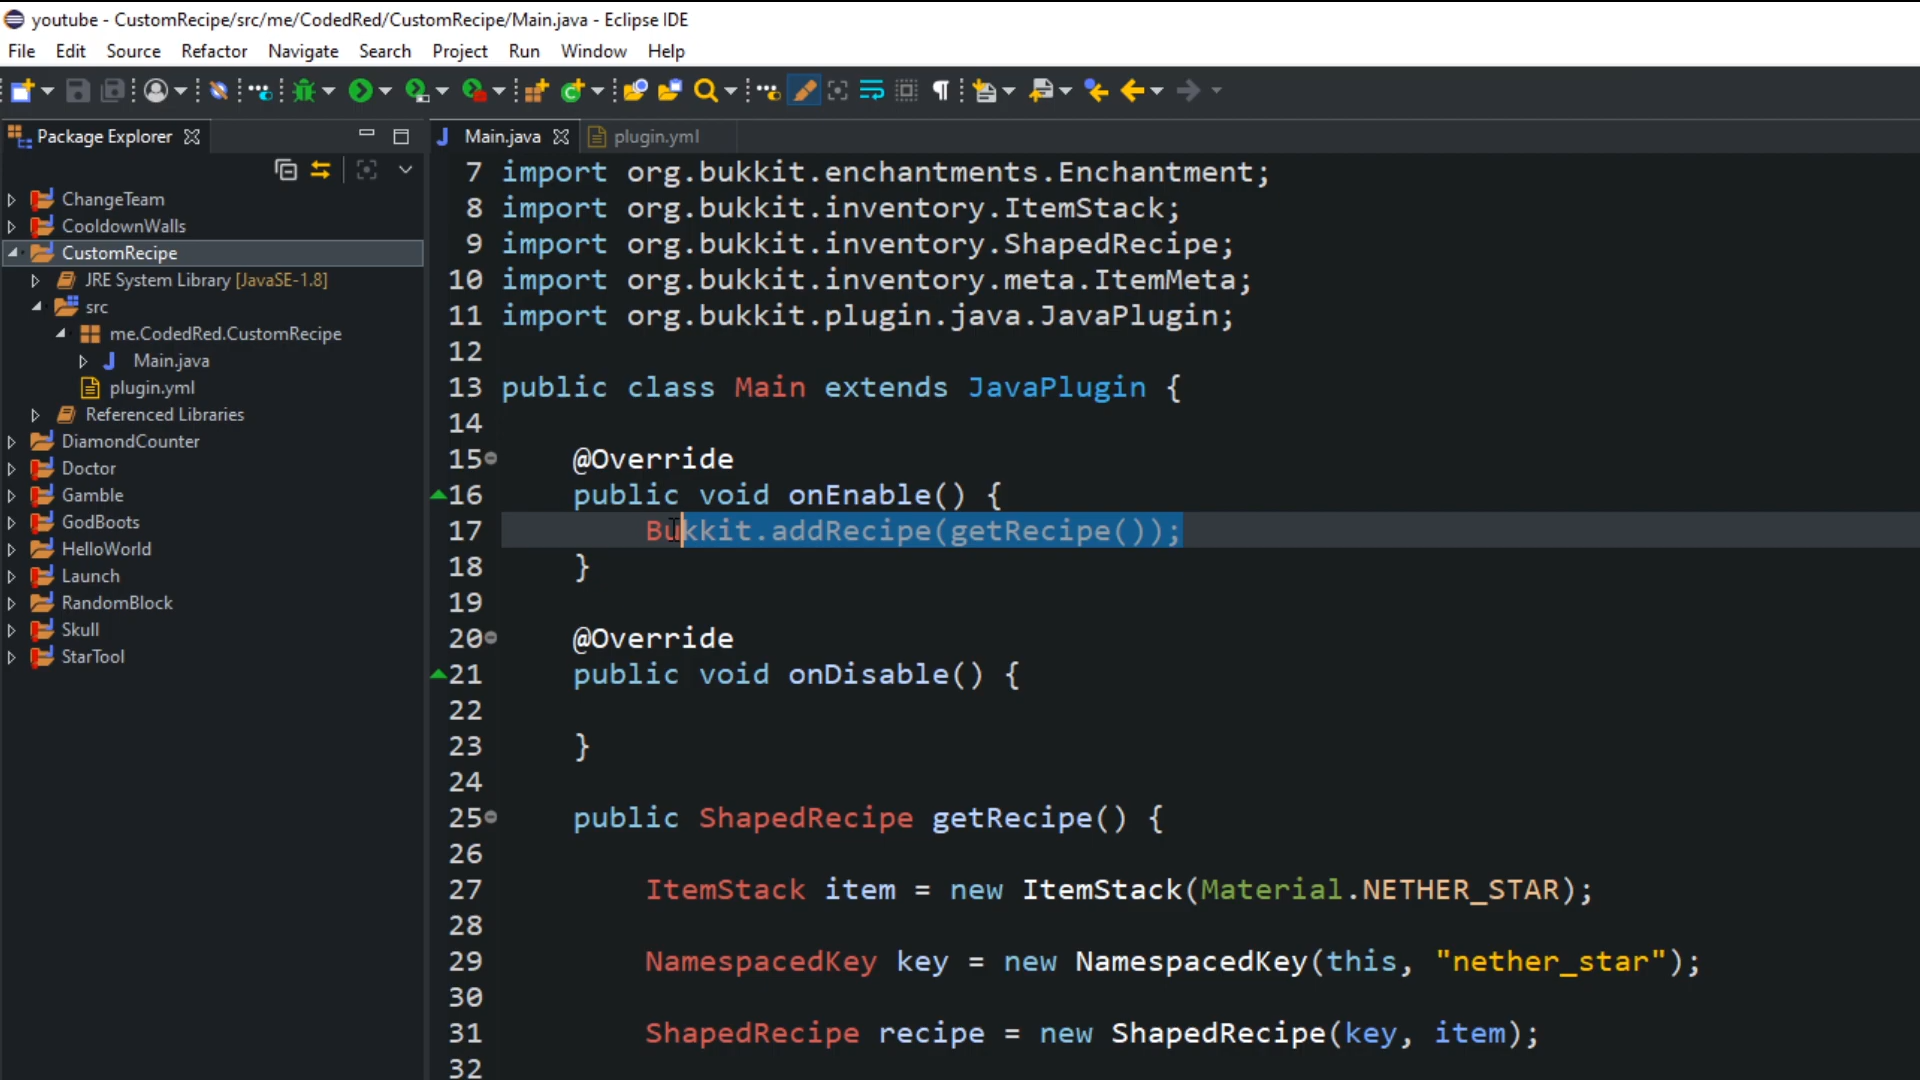 youtube - CustomRecipe/src/me/CodedRed/CustomRecipe/Main.java - Eclipse IDE
File Edit Source Refactor Navigate Search Project Run Window Help
Package Explorer
ChangeTeam
CooldownWalls
CustomRecipe
JRE System Library [JavaSE-1.8]
src
me.CodedRed.CustomRecipe
Main.java
plugin.yml
Referenced Libraries
DiamondCounter
Doctor
Gamble
GodBoots
HelloWorld
Launch
RandomBlock
Skull
StarTool
Main.java plugin.yml
7 import org.bukkit.enchantments.Enchantment;
8 import org.bukkit.inventory.ItemStack;
9 import org.bukkit.inventory.ShapedRecipe;
10 import org.bukkit.inventory.meta.ItemMeta;
11 import org.bukkit.plugin.java.JavaPlugin;
12
13 public class Main extends JavaPlugin {
14
15 @Override
16 public void onEnable() {
17 Bukkit.addRecipe(getRecipe());
18 }
19
20 @Override
21 public void onDisable() {
22
23 }
24
25 public ShapedRecipe getRecipe() {
26
27 ItemStack item = new ItemStack(Material.NETHER_STAR);
28
29 NamespacedKey key = new NamespacedKey(this, "nether_star");
30
31 ShapedRecipe recipe = new ShapedRecipe(key, item);
32